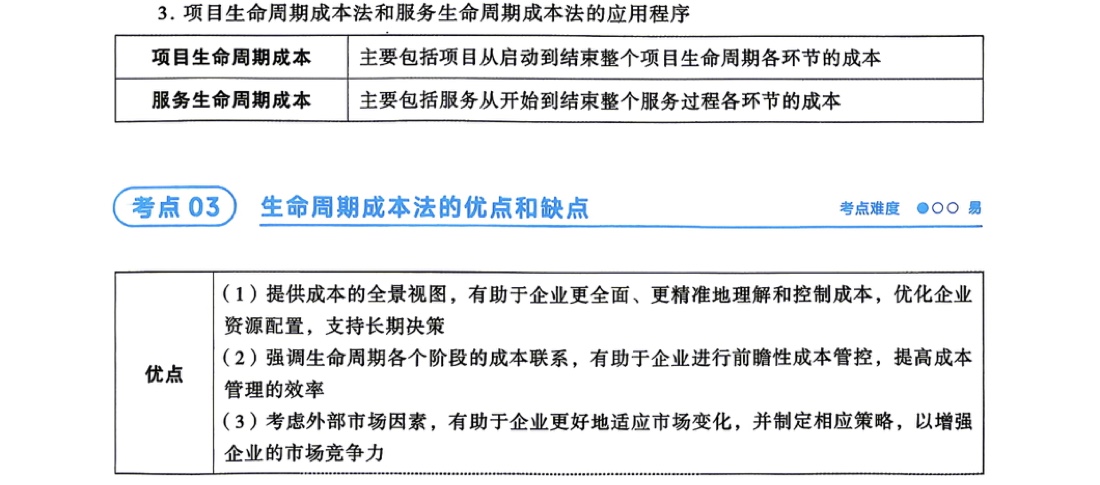 3. 项目生命周期成本法和服务生命周期成本法的应用程序
项目生命周期成本 主要包括项目从启动到结束整个项目生命周期各环节的成本
服务生命周期成本 主要包括服务从开始到结束整个服务过程各环节的成本
考点 03 生命周期成本法的优点和缺点 考点难度 易
优点
(1) 提供成本的全景视图，有助于企业更全面、更精准地理解和控制成本，优化企业
资源配置，支持长期决策
(2) 强调生命周期各个阶段的成本联系，有助于企业进行前瞻性成本管控，提高成本
管理的效率
(3) 考虑外部市场因素，有助于企业更好地适应市场变化，并制定相应策略，以增强
企业的市场竞争力